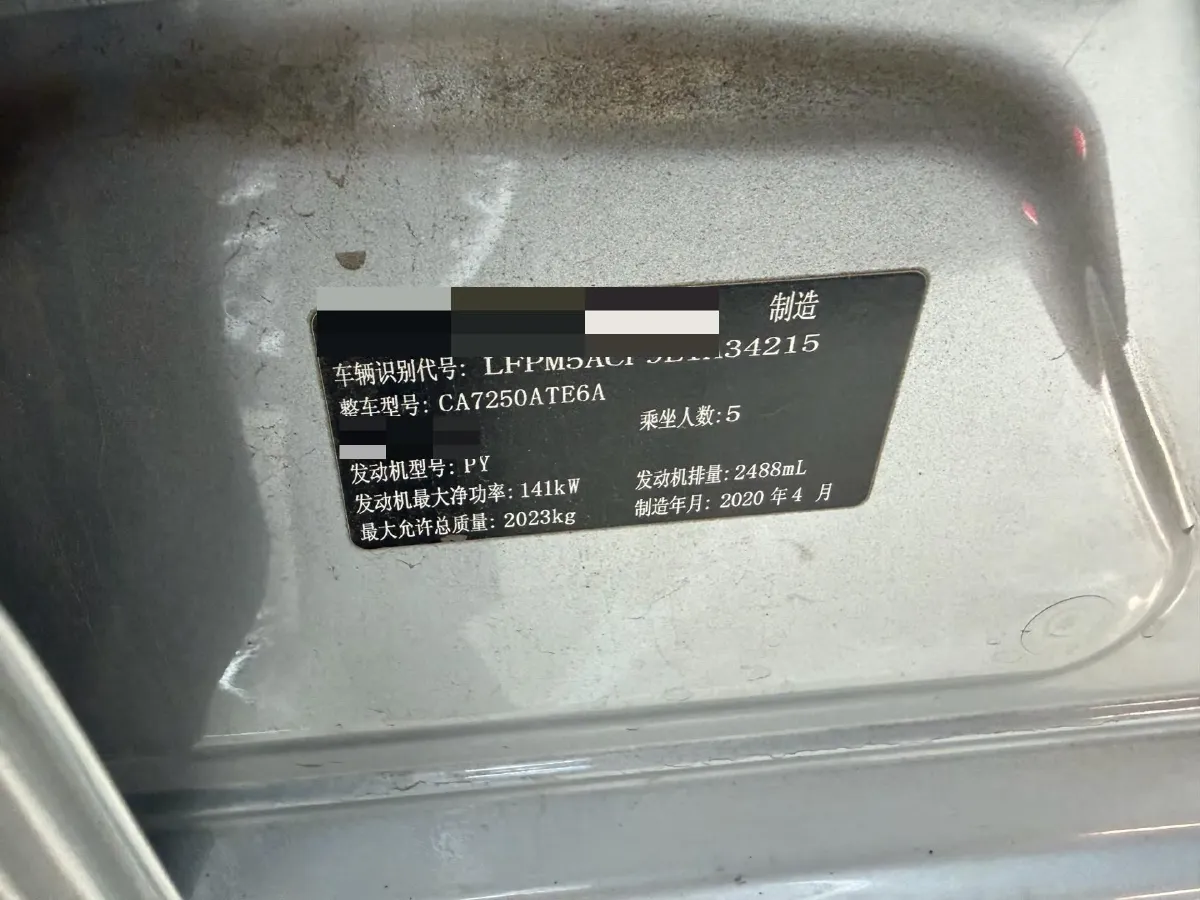 制造
车辆识别代号: LFPM5AC 34215
整车型号: CA7250ATE6A
乘坐人数: 5
发动机型号: PY
发动机排量: 2488mL
发动机最大净功率: 141kW
制造年月: 2020 年 4 月
最大允许总质量: 2023kg